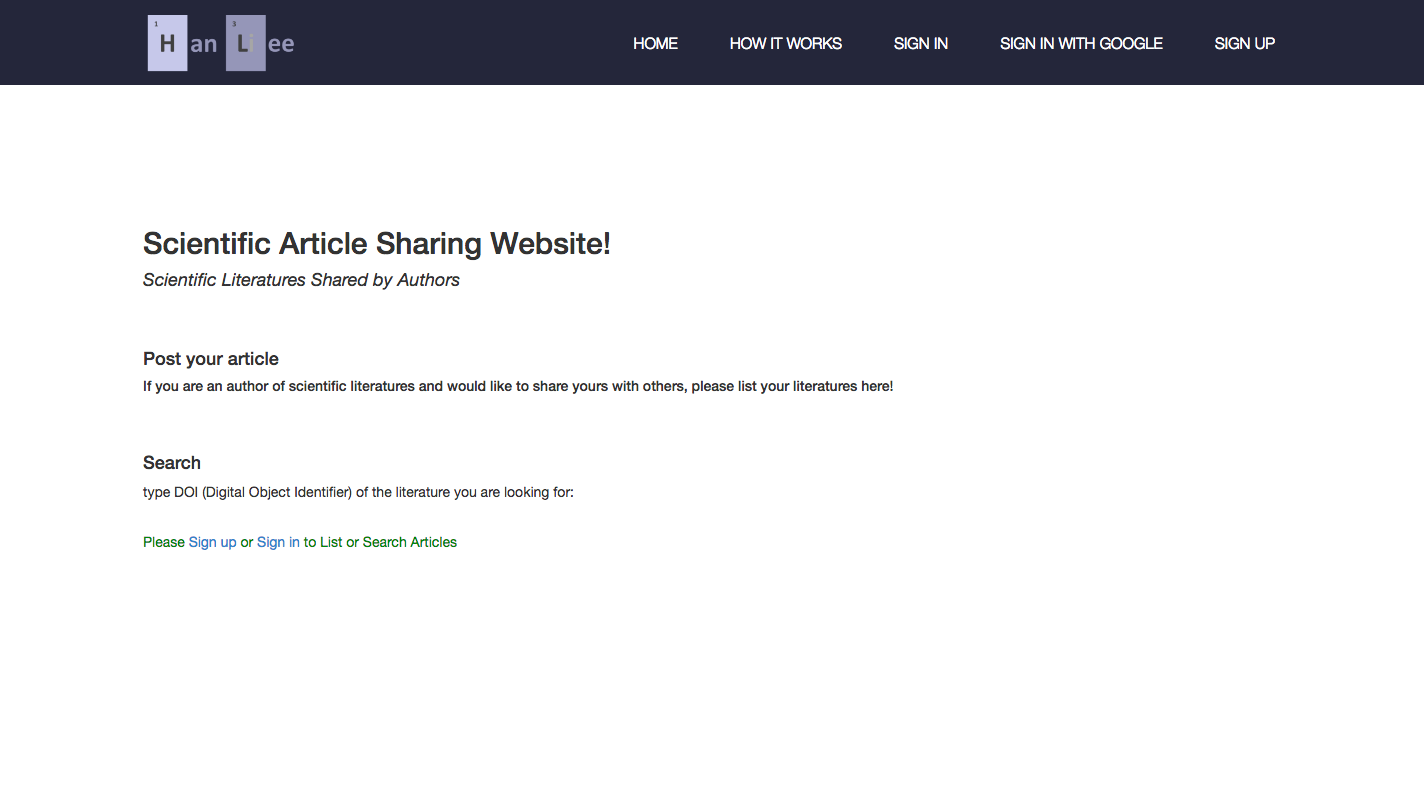 1 3
Han Liee
HOME HOW IT WORKS SIGN IN SIGN IN WITH GOOGLE SIGN UP
Scientific Article Sharing Website!
Scientific Literatures Shared by Authors
Post your article
If you are an author of scientific literatures and would like to share yours with others, please list your literatures here!
Search
type DOI (Digital Object Identifier) of the literature you are looking for:
Please Sign up or Sign in to List or Search Articles